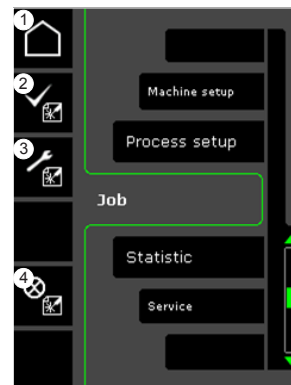 1
2
Machine setup
3
Process setup
Job
Statistic
4
Service